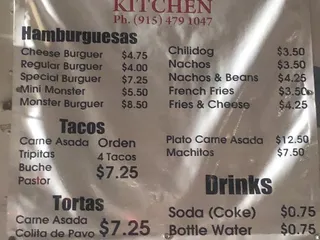 KITCHEN
Ph. (915) 479 1047
Hamburguesas
Cheese Burguer $4.75
Regular Burguer $4.00
Special Burguer $7.25
Mini Monster $5.50
Monster Burguer $8.50
Chilidog $3.50
Nachos $3.50
Nachos & Beans $4.25
French Fries $3.50
Fries & Cheese $4.25
Tacos
Carne Asada Orden
Tripitas 4 Tacos
Buche $7.25
Pastor
Plato Carne Asada $12.50
Machitos $7.50
Tortas
Carne Asada $7.25
Colita de Pavo
Drinks
Soda (Coke) $0.75
Bottle Water $0.75